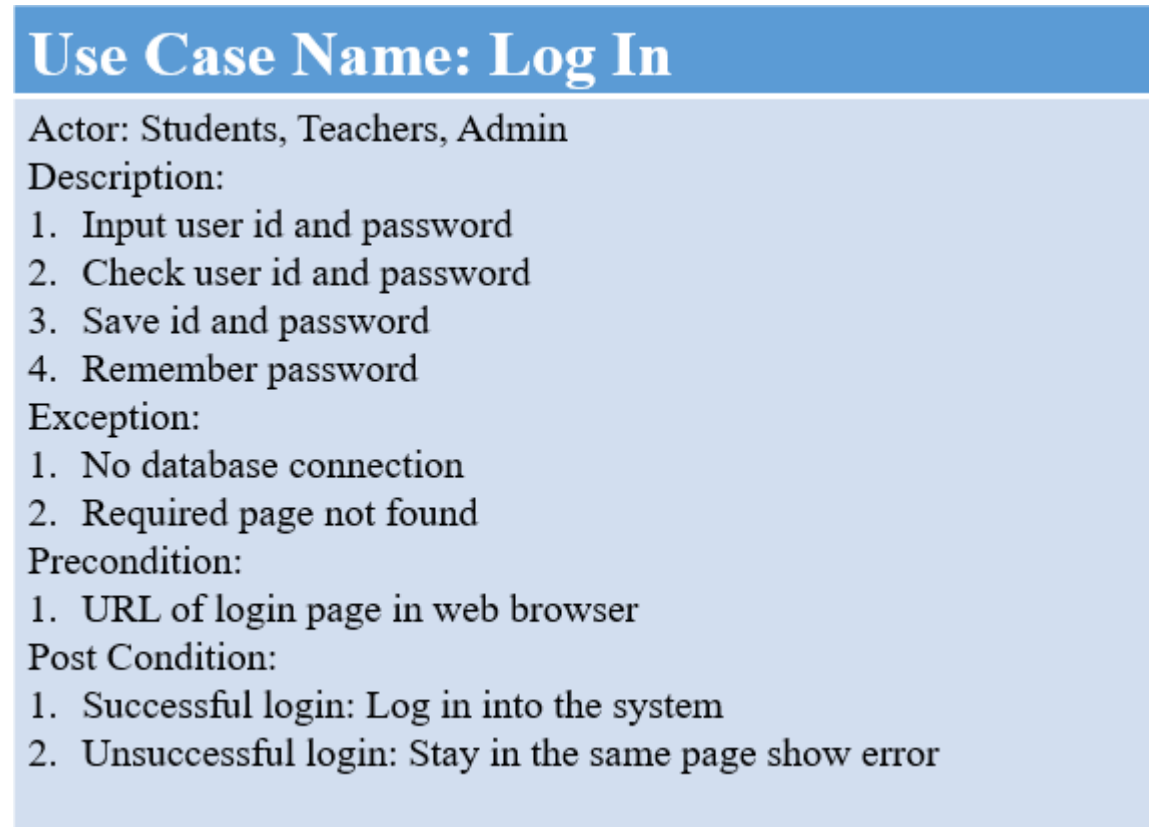 Use Case Name: Log In
Actor: Students, Teachers, Admin
Description:
1. Input user id and password
2. Check user id and password
3. Save id and password
4. Remember password
Exception:
1. No database connection
2. Required page not found
Precondition:
1. URL of login page in web browser
Post Condition:
1. Successful login: Log in into the system
2. Unsuccessful login: Stay in the same page show error